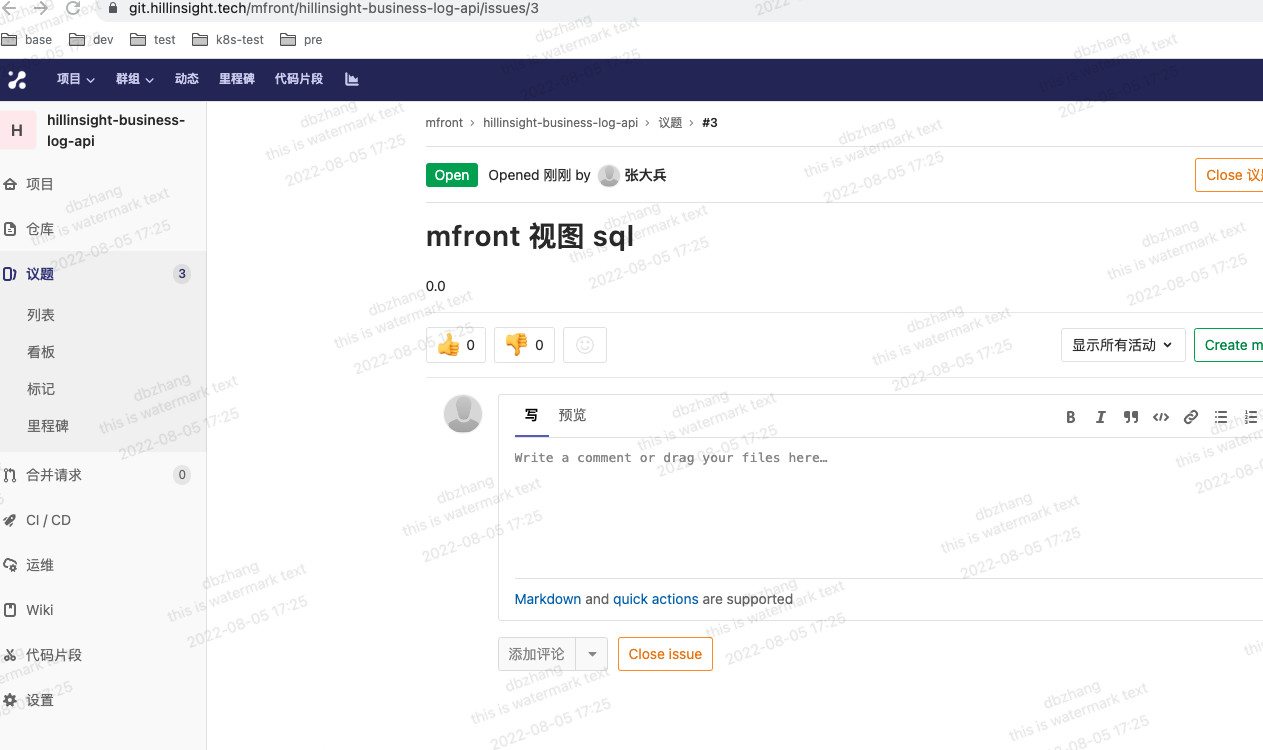 git.hillinsight.tech/mfront/hillinsight-business-log-api/issues/3
base dev test k8s-test pre
项目 群组 动态 里程碑 代码片段
H hillinsight-business-log-api
项目
仓库
议题 3
列表
看板
标记
里程碑
合并请求 0
CI / CD
运维
Wiki
代码片段
设置
mfront › hillinsight-business-log-api › 议题 › #3
Open Opened 刚刚 by 张大兵
Close 议
mfront 视图 sql
0.0
👍 0 👎 0
显示所有活动 Create m
写 预览
Write a comment or drag your files here…
Markdown and quick actions are supported
添加评论 Close issue
dbzhang
this is watermark text
2022-08-05 17:25